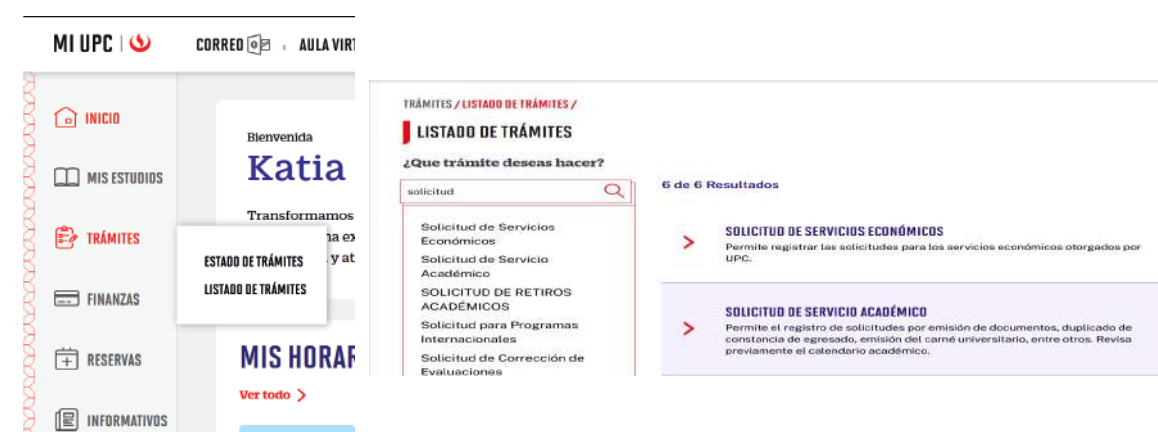 MI UPC
CORREO
AULA VIRT
INICIO
MIS ESTUDIOS
TRÁMITES
FINANZAS
RESERVAS
INFORMATIVOS
Bienvenida
Katia
Transformamos
na ex
y at
ESTADO DE TRÁMITES
LISTADO DE TRÁMITES
MIS HORAR
Ver todo
TRÁMITES / LISTADO DE TRÁMITES /
LISTADO DE TRÁMITES
¿Que trámite deseas hacer?
solicitud
Solicitud de Servicios
Económicos
Solicitud de Servicio
Académico
SOLICITUD DE RETIROS
ACADÉMICOS
Solicitud para Programas
Internacionales
Solicitud de Corrección de
Evaluaciones
6 de 6 Resultados
SOLICITUD DE SERVICIOS ECONÓMICOS
Permite registrar las solicitudes para los servicios económicos otorgados por
UPC.
SOLICITUD DE SERVICIO ACADÉMICO
Permite el registro de solicitudes por emisión de documentos, duplicado de
constancia de egresado, emisión del carné universitario, entre otros. Revisa
previamente el calendario académico.